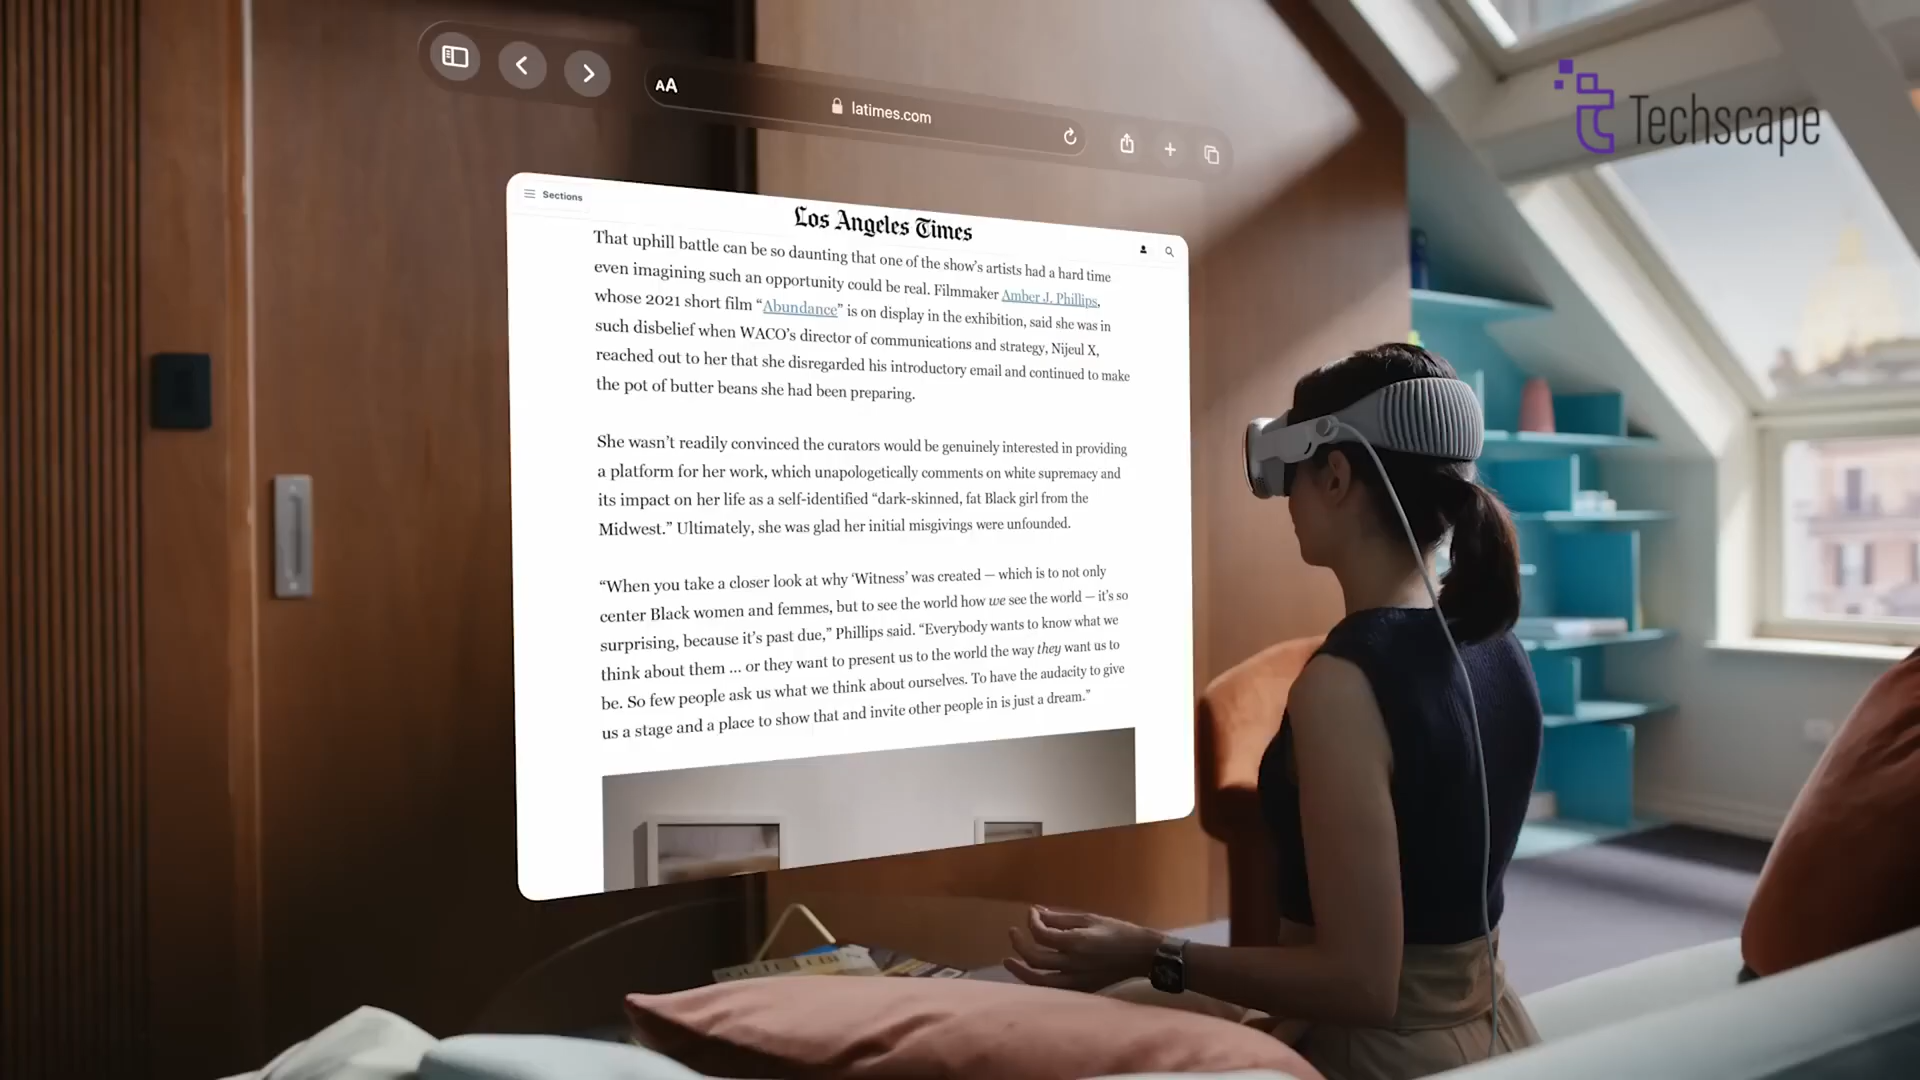 AA
latimes.com
Techscape
Sections
Los Angeles Times
That uphill battle can be so daunting that one of the show's artists had a hard time
even imagining such an opportunity could be real. Filmmaker Amber J. Phillips,
whose 2021 short film “Abundance” is on display in the exhibition, said she was in
such disbelief when WACO’s director of communications and strategy, Nijeul X,
reached out to her that she disregarded his introductory email and continued to make
the pot of butter beans she had been preparing.
She wasn’t readily convinced the curators would be genuinely interested in providing
a platform for her work, which unapologetically comments on white supremacy and
its impact on her life as a self-identified “dark-skinned, fat Black girl from the
Midwest.” Ultimately, she was glad her initial misgivings were unfounded.
“When you take a closer look at why ‘Witness’ was created — which is to not only
center Black women and femmes, but to see the world how we see the world — it’s so
surprising, because it’s past due,” Phillips said. “Everybody wants to know what we
think about them ... or they want to present us to the world the way they want us to
be. So few people ask us what we think about ourselves. To have the audacity to give
us a stage and a place to show that and invite other people in is just a dream.”